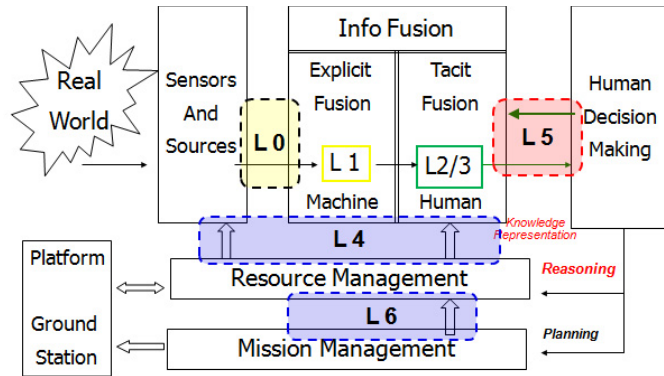 Info Fusion
Real
World
Sensors
And
Sources
L 0
Explicit
Fusion
L 1
Machine
Tacit
Fusion
L2/3
Human
L 5
Human
Decision
Making
Knowledge
Representation
L 4
Platform
Ground
Station
Resource Management
Reasoning
L 6
Planning
Mission Management